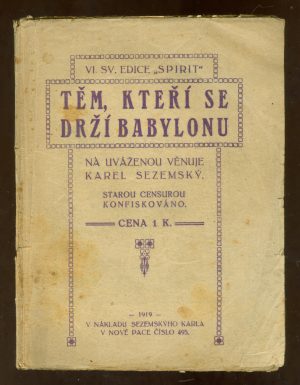 VI. SV. EDICE „SPIRIT“
TĚM, KTEŘÍ SE
DRŽÍ BABYLONU
NA UVÁŽENOU VĚNUJE
KAREL SEZEMSKÝ.
STAROU CENSUROU
KONFISKOVÁNO.
CENA 1 K.
– 1919 –
V NÁKLADU SEZEMSKÝHO KARLA
V NOVÉ PACE ČÍSLO 495.